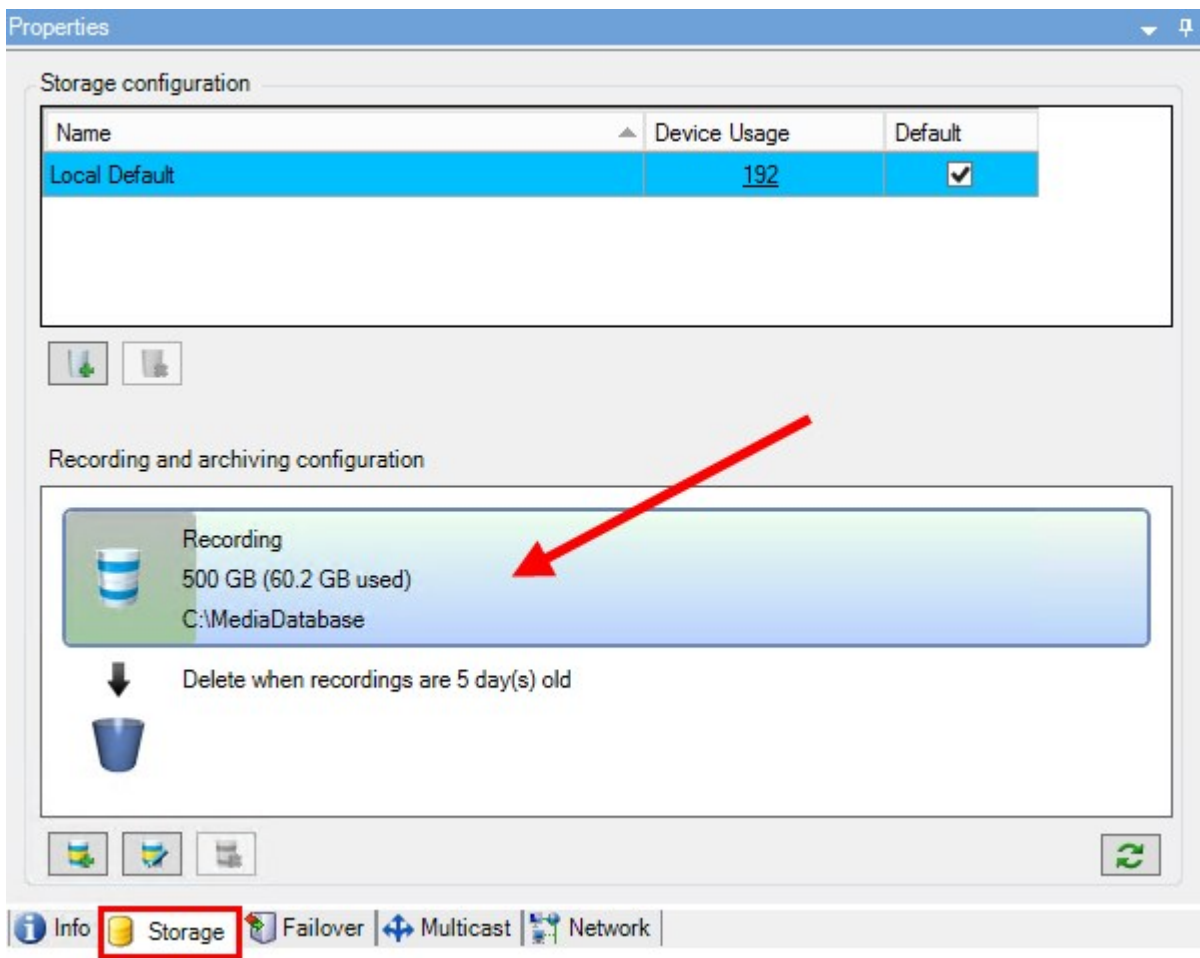 Properties
Storage configuration
Name Device Usage Default
Local Default 192
Recording and archiving configuration
Recording
500 GB (60.2 GB used)
C:\MediaDatabase
Delete when recordings are 5 day(s) old
Info Storage Failover Multicast Network